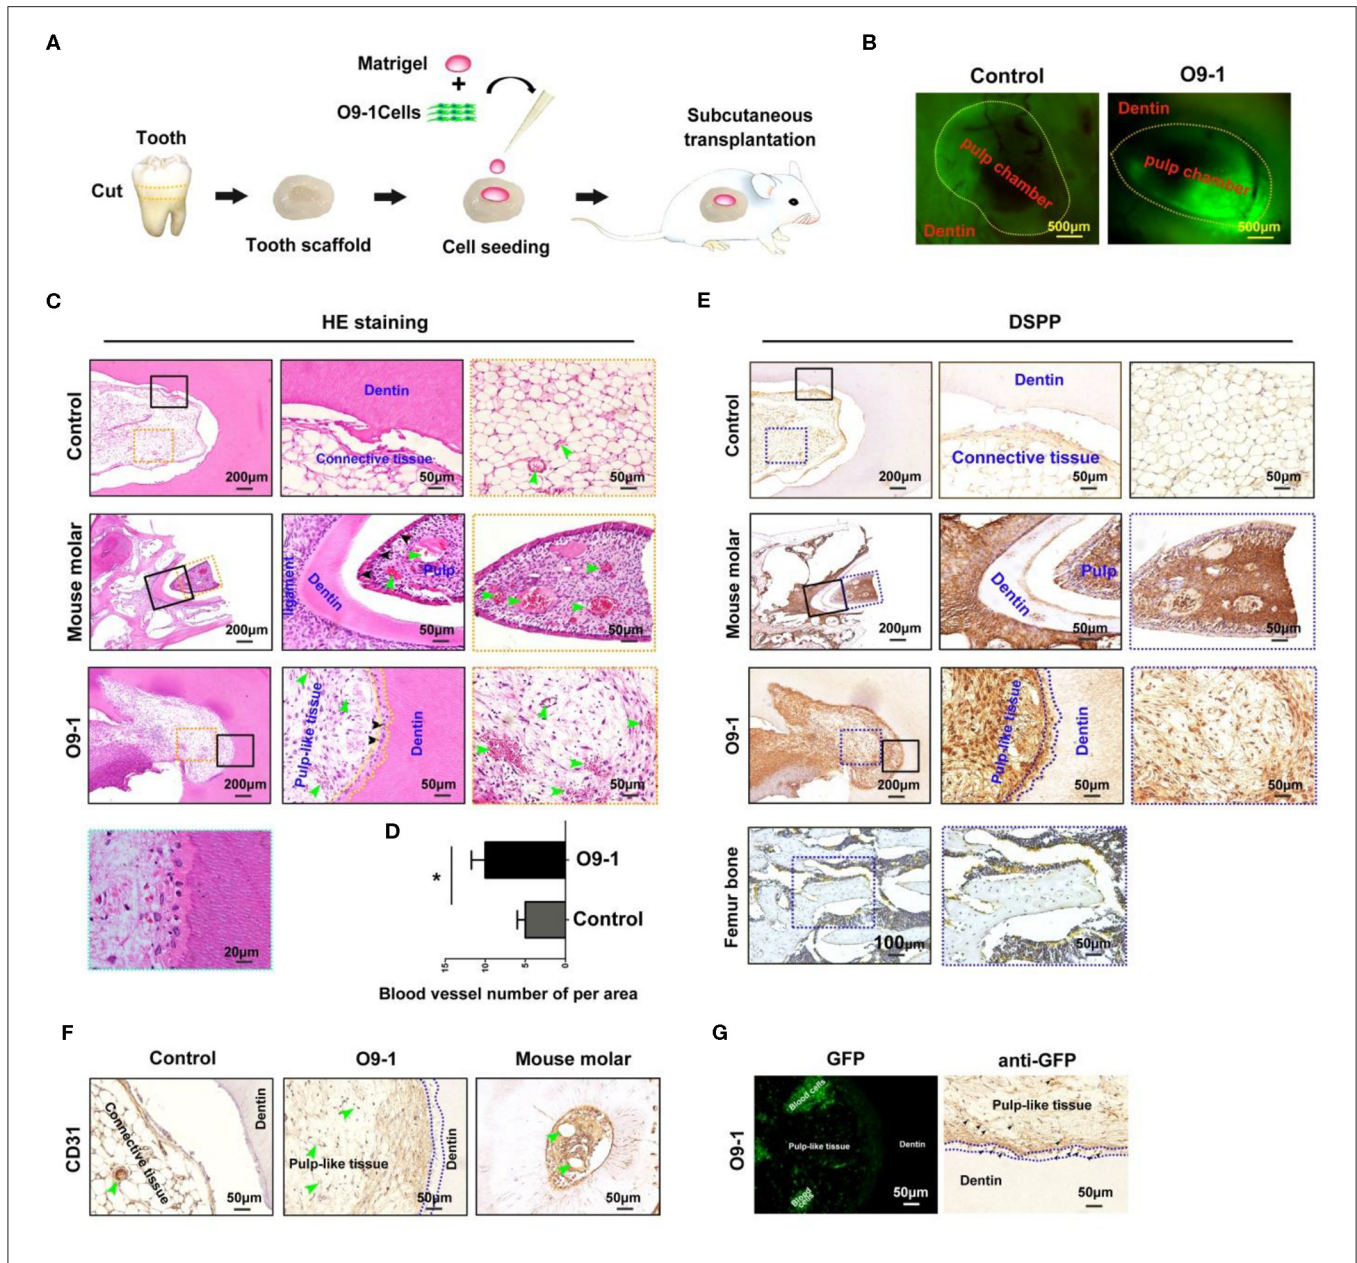 A
Matrigel
+
O9-1Cells
Tooth
Cut
Tooth scaffold
Cell seeding
Subcutaneous
transplantation
B
Control
O9-1
pulp chamber
Dentin
500μm
Dentin
pulp chamber
500μm
C
HE staining
Control
200μm
Dentin
Connective tissue
50μm
50μm
Mouse molar
200μm
ligament
Dentin
Pulp
50μm
50μm
O9-1
200μm
Pulp-like tissue
Dentin
50μm
50μm
20μm
D
*
O9-1
Control
15
10
5
0
Blood vessel number of per area
E
DSPP
Control
200μm
Dentin
Connective tissue
50μm
50μm
Mouse molar
200μm
Dentin
Pulp
50μm
50μm
O9-1
200μm
Pulp-like tissue
Dentin
50μm
50μm
Femur bone
100μm
50μm
F
Control
O9-1
Mouse molar
CD31
Connective tissue
Dentin
50μm
Pulp-like tissue
Dentin
50μm
50μm
G
GFP
anti-GFP
O9-1
Blood cells
Pulp-like tissue
Dentin
Blood
cells
50μm
Pulp-like tissue
Dentin
50μm